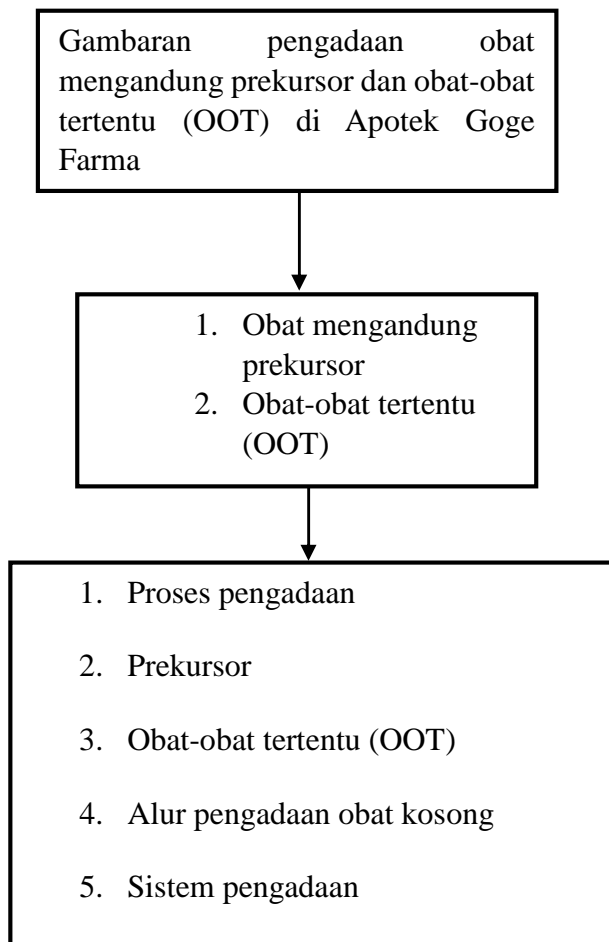 Gambaran pengadaan obat
mengandung prekursor dan obat-obat
tertentu (OOT) di Apotek Goge
Farma
1. Obat mengandung
prekursor
2. Obat-obat tertentu
(OOT)
1. Proses pengadaan
2. Prekursor
3. Obat-obat tertentu (OOT)
4. Alur pengadaan obat kosong
5. Sistem pengadaan